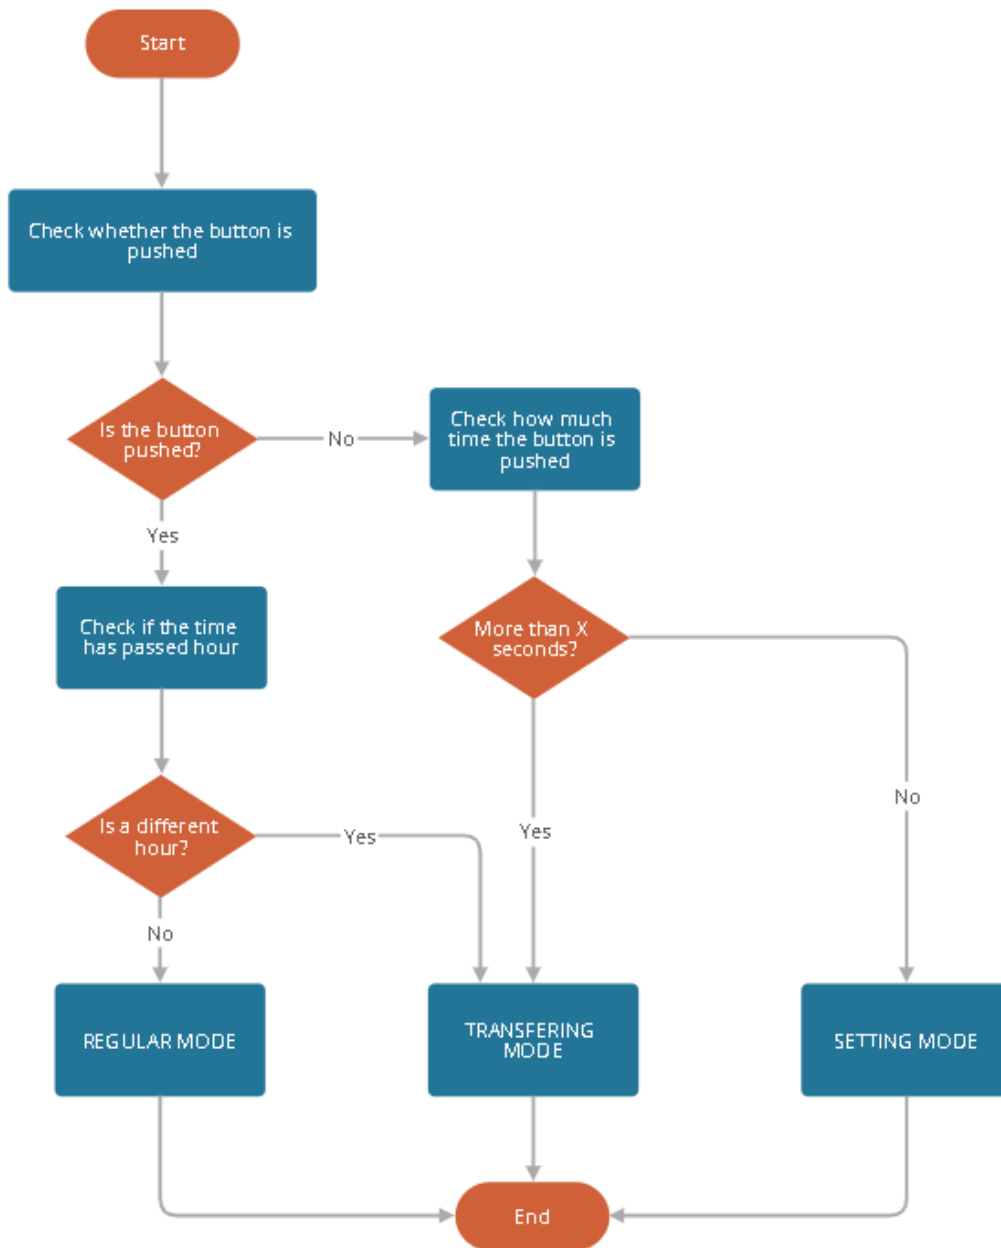 Start
Check whether the button is
pushed
Is the button
pushed?
No
Check how much
time the button is
pushed
Yes
Check if the time
has passed hour
More than X
seconds?
Is a different
hour?
Yes
Yes
No
No
REGULAR MODE
TRANSFERING
MODE
SETTING MODE
End